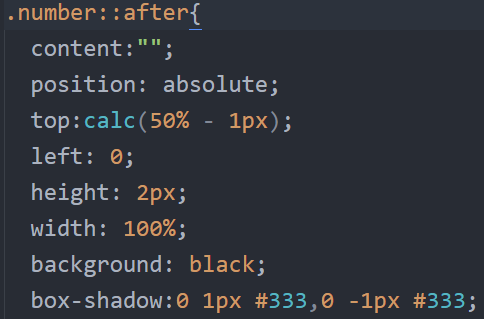 .number::after{
content:"";
position: absolute;
top:calc(50% - 1px);
left: 0;
height: 2px;
width: 100%;
background: black;
box-shadow:0 1px #333,0 -1px #333;